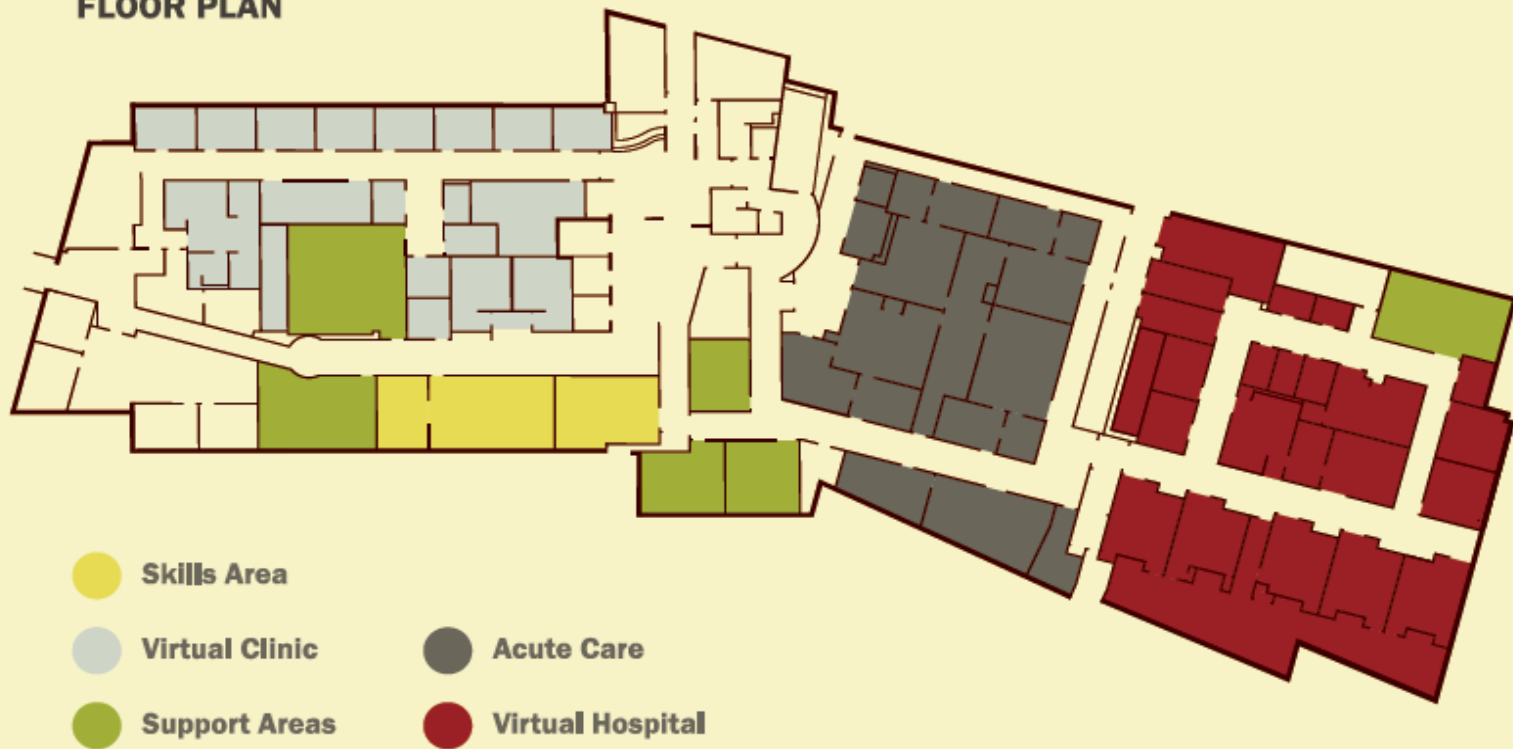 FLOOR PLAN
Skills Area
Virtual Clinic
Acute Care
Support Areas
Virtual Hospital